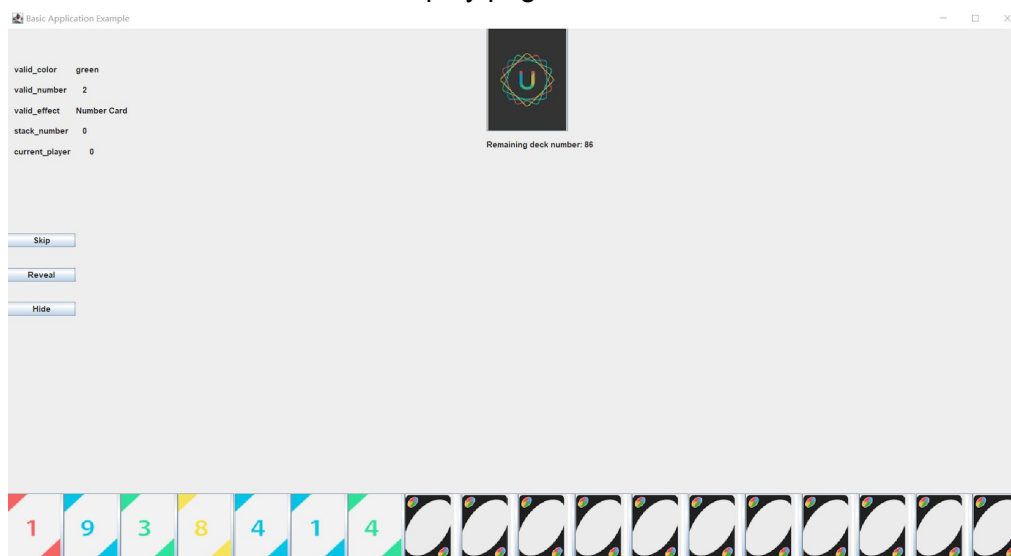 Basic Application Example
valid_color green
valid_number 2
valid_effect Number Card
stack_number 0
current_player 0
U
Remaining deck number: 86
Skip
Reveal
Hide
1 9 3 8 4 1 4